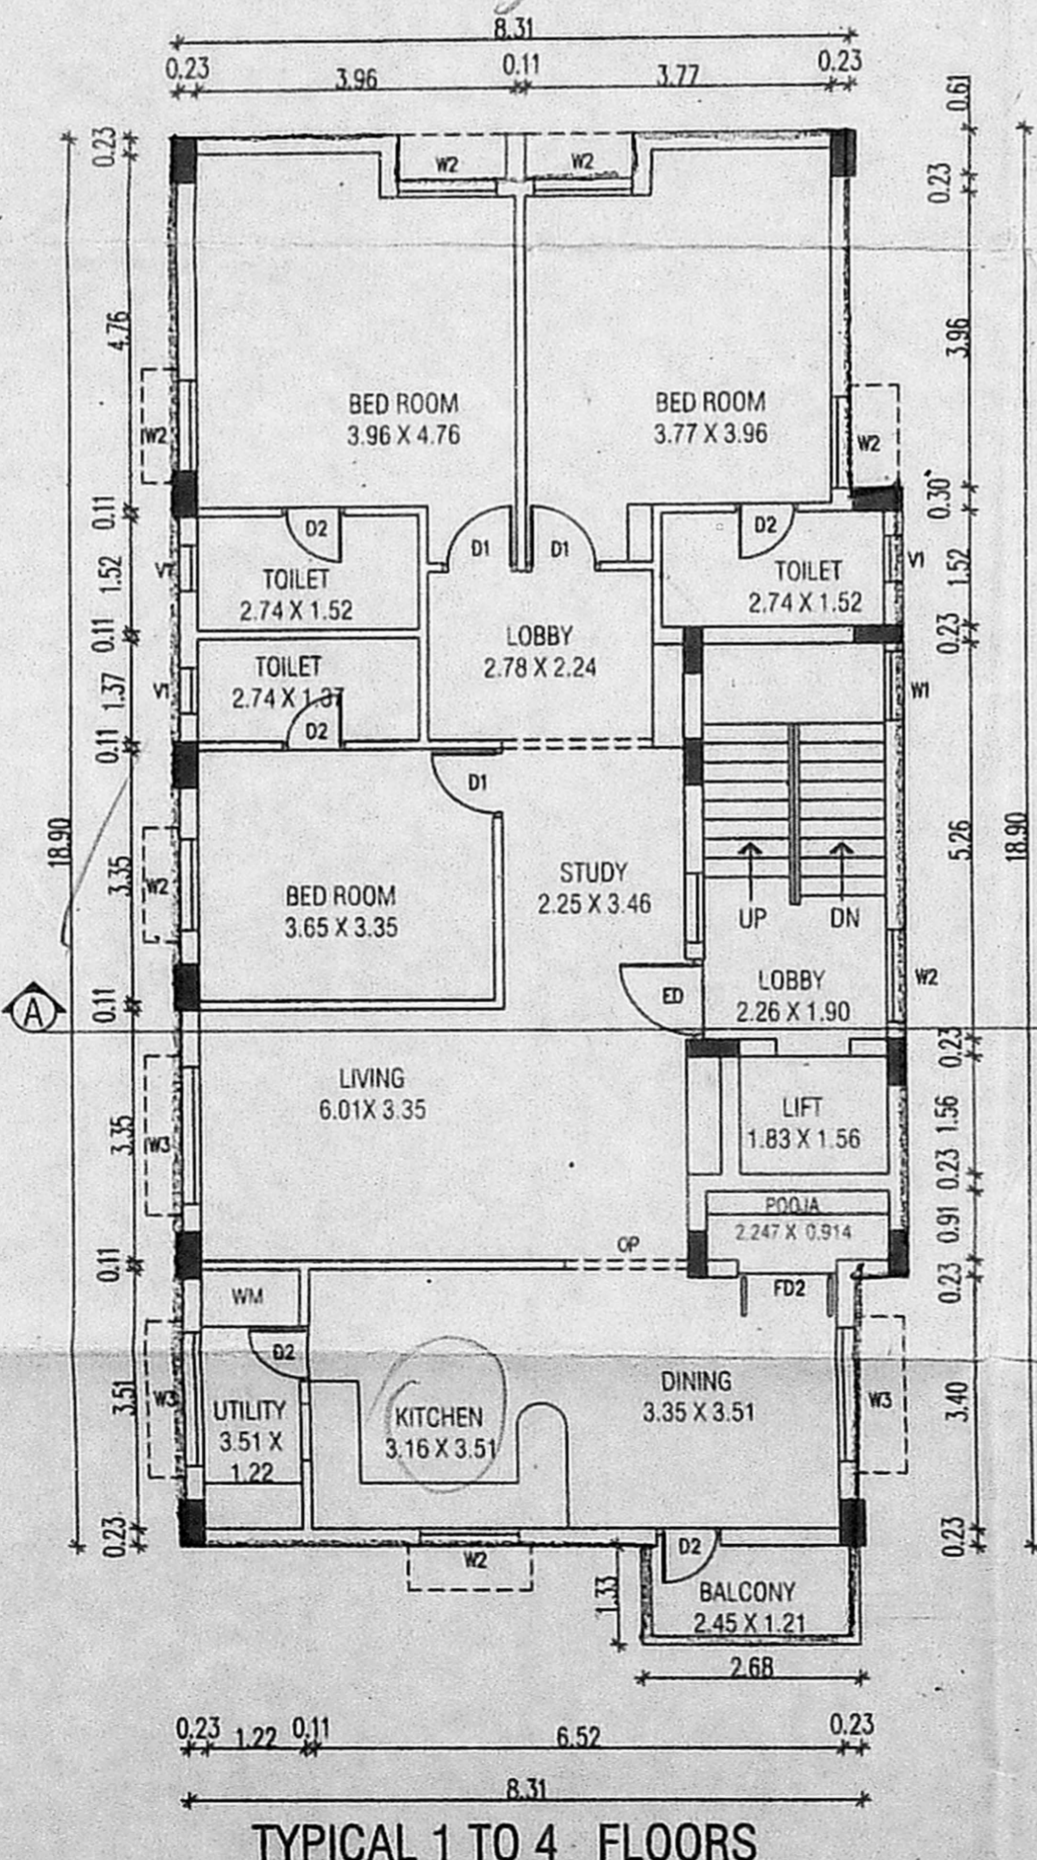 8.31
0.23 3.96 0.11 3.77 0.23
0.61
0.23
0.23
W2 W2
4.76
3.96
BED ROOM
3.96 X 4.76
BED ROOM
3.77 X 3.96
W2
W2
0.11
0.30
D2 D1 D1 D2
V1
1.52
TOILET
2.74 X 1.52
TOILET
2.74 X 1.52
V1
1.52
0.11
LOBBY
2.78 X 2.24
0.23
TOILET
2.74 X 1.37
V1
1.37
W1
D2
0.11
D1
18.90
3.35
W2
BED ROOM
3.65 X 3.35
STUDY
2.25 X 3.46
UP DN
5.26
18.90
LOBBY
2.26 X 1.90
W2
ED
A
0.11
0.23
LIVING
6.01X 3.35
3.35
W3
LIFT
1.83 X 1.56
1.56
0.23
POOJA
2.247 X 0.914
0.91
OP
0.11
FD2
0.23
WM
D2
3.51
W3
UTILITY
3.51 X
1.22
KITCHEN
3.16 X 3.51
DINING
3.35 X 3.51
W3
3.40
0.23
0.23
W2
D2
1.33
BALCONY
2.45 X 1.21
2.68
0.23 1.22 0.11 6.52 0.23
8.31
TYPICAL 1 TO 4 FLOORS